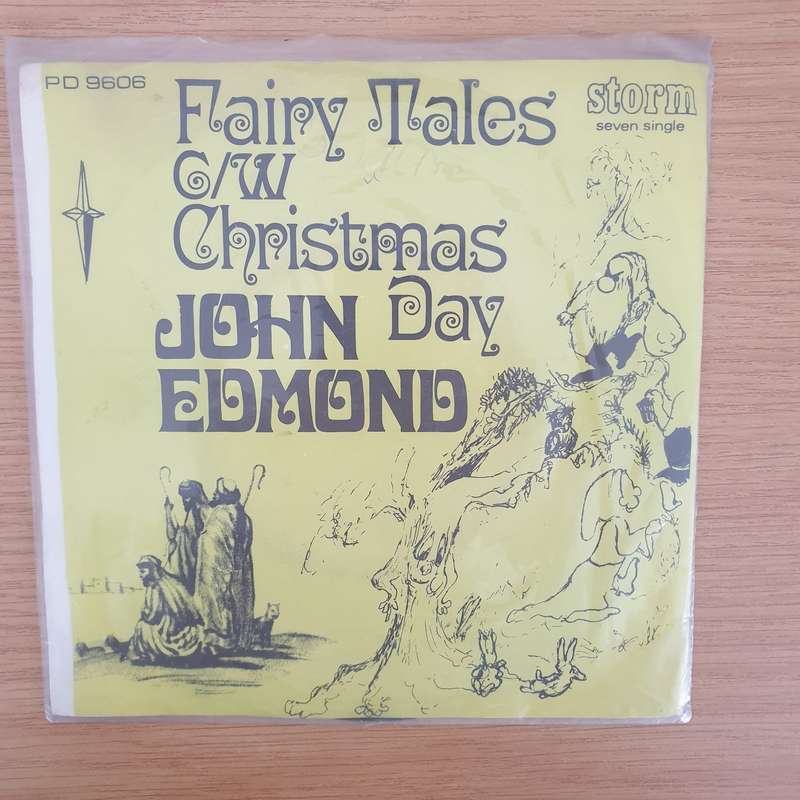 PD 9606
storm
seven single
Fairy Tales
C/W
Christmas
Day
JOHN
EDMOND